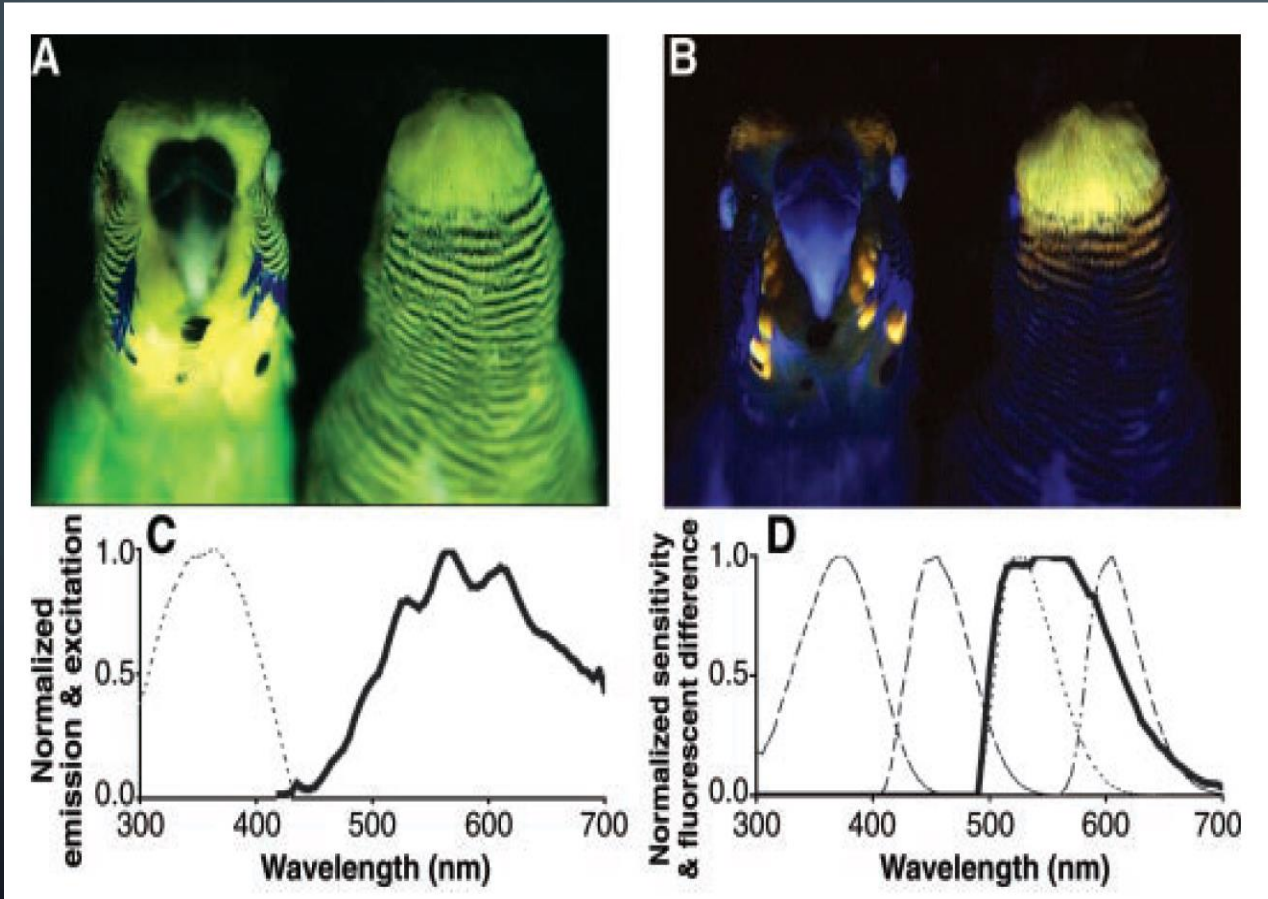 A
B
C
Normalized
emission & excitation
1.0
0.5
0.0
300 400 500 600 700
Wavelength (nm)
D
Normalized sensitivity
& fluorescent difference
1.0
0.5
0.0
300 400 500 600 700
Wavelength (nm)